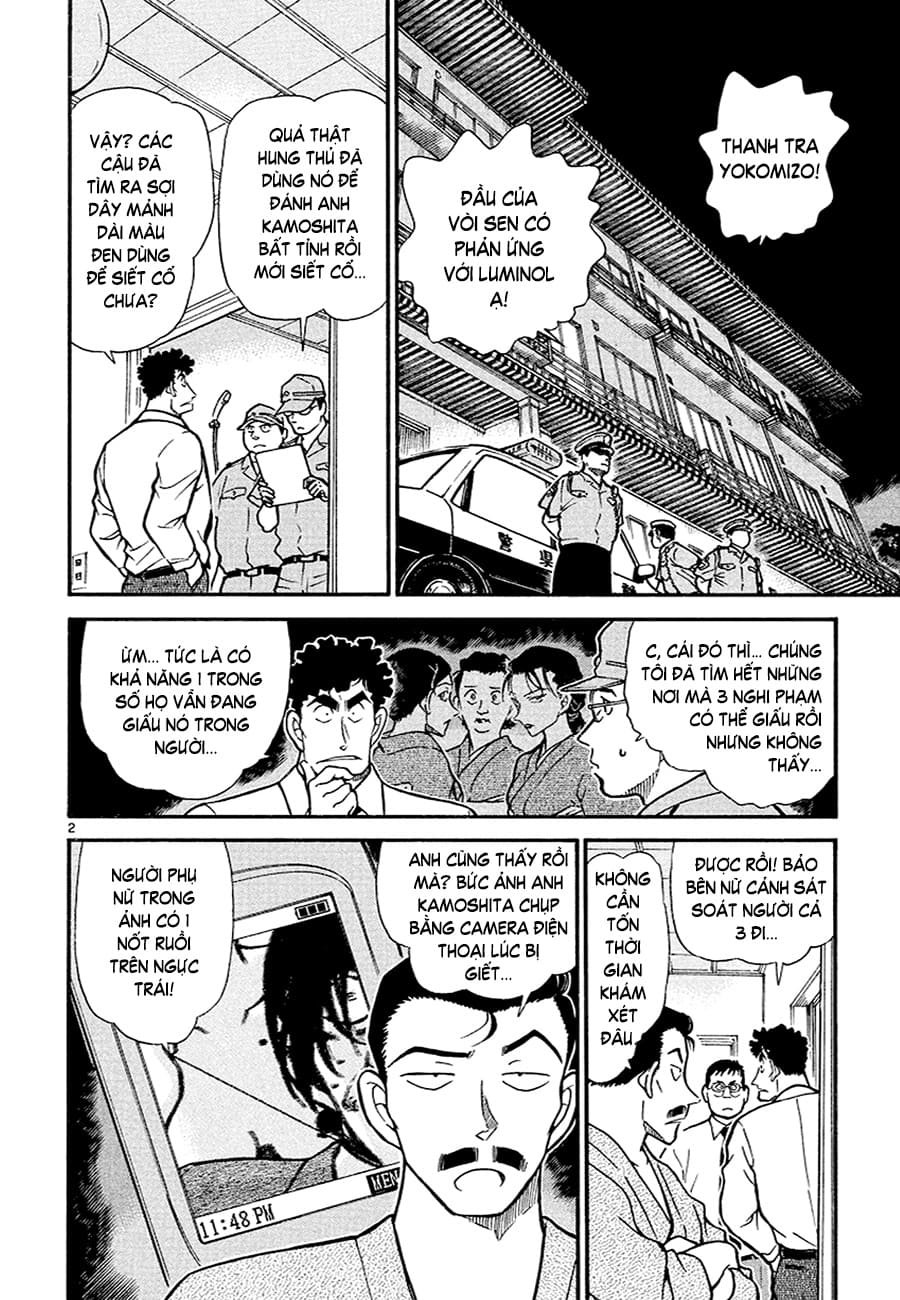 THANH TRA
YOKOMIZO!
ĐẦU CỦA
VÒI SEN CÓ
PHẢN ỨNG
VỚI LUMINOL
Ạ!
QUẢ THẬT
HUNG THỦ ĐÃ
DÙNG NÓ ĐỂ
ĐÁNH ANH
KAMOSHITA
BẤT TỈNH RỒI
MỚI SIẾT CỔ...
VẬY? CÁC
CẬU ĐÃ
TÌM RA SỢI
DÂY MẢNH
DÀI MÀU
ĐEN DÙNG
ĐỂ SIẾT CỔ
CHƯA?
警県
C, CÁI ĐÓ THÌ... CHÚNG
TÔI ĐÃ TÌM HẾT NHỮNG
NƠI MÀ 3 NGHI PHẠM
CÓ THỂ GIẤU RỒI
NHƯNG KHÔNG
THẤY...
ỪM... TỨC LÀ CÓ
KHẢ NĂNG 1 TRONG
SỐ HỌ VẪN ĐANG
GIẤU NÓ TRONG
NGƯỜI...
2
ĐƯỢC RỒI! BẢO
BÊN NỮ CẢNH SÁT
SOÁT NGƯỜI CẢ
3 ĐI...
KHÔNG
CẦN
TỐN
THỜI
GIAN
KHÁM
XÉT
ĐÂU
ANH CŨNG THẤY RỒI
MÀ? BỨC ẢNH ANH
KAMOSHITA CHỤP
BẰNG CAMERA ĐIỆN
THOẠI LÚC BỊ
GIẾT...
NGƯỜI PHỤ
NỮ TRONG
ẢNH CÓ 1
NỐT RUỒI
TRÊN NGỰC
TRÁI!
11:48 PM
MEN